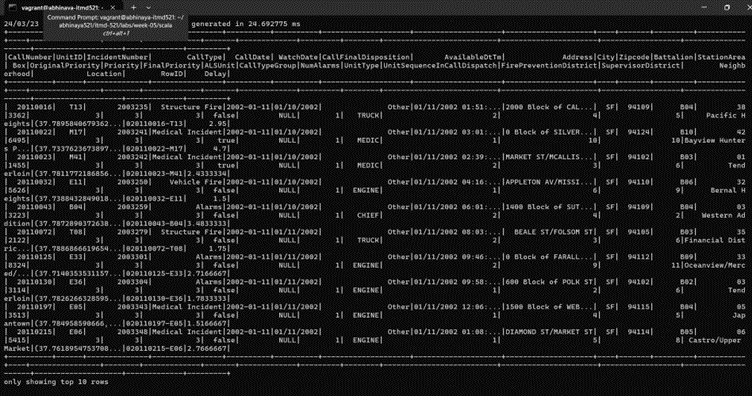 vagrant@abhinaya-itmd521: ~
Command Prompt: vagrant@abhinaya-itmd521: ~/
abhinaya521/itmd-521/labs/week-05/scala
ctrl+alt+1
24/03/23 generated in 24.692775 ms
|CallNumber|UnitID|IncidentNumber| CallType| CallDate| WatchDate|CallFinalDisposition| AvailableDtTm| Address|City|Zipcode|Battalion|StationArea
| Box|OriginalPriority|Priority|FinalPriority|ALSUnit|CallTypeGroup|NumAlarms|UnitType|UnitSequenceInCallDispatch|FirePreventionDistrict|SupervisorDistrict| Neighb
orhood| Location| RowID| Delay|
| 20110016| T13| 2003235| Structure Fire|2002-01-11|01/10/2002| Other|01/11/2002 01:51:...|2000 Block of CAL...| SF| 94109| B04| 38
|3362| 3| 3| 3| false| NULL| 1| TRUCK| 2| 4| 5| Pacific H
eights|(37.7895840679362...|020110016-T13| 2.95|
| 20110022| M17| 2003241|Medical Incident|2002-01-11|01/10/2002| Other|01/11/2002 03:01:...|0 Block of SILVER...| SF| 94124| B10| 42
|6495| 3| 3| 3| true| NULL| 1| MEDIC| 1| 10| 10|Bayview Hunter
s P...|(37.7337623673897...|020110022-M17| 4.7|
| 20110023| M41| 2003242|Medical Incident|2002-01-11|01/10/2002| Other|01/11/2002 02:39:...|MARKET ST/MCALLIS...| SF| 94102| B03| 01
|1455| 3| 3| 3| true| NULL| 1| MEDIC| 2| 3| 6| Tend
erloin|(37.7811772186856...|020110023-M41|2.4333334|
| 20110032| E11| 2003250| Vehicle Fire|2002-01-11|01/10/2002| Other|01/11/2002 04:16:...|APPLETON AV/MISSI...| SF| 94110| B06| 32
|5626| 3| 3| 3| false| NULL| 1| ENGINE| 1| 6| 9| Bernal H
eights|(37.7388432849018...|020110032-E11| 1.5|
| 20110043| B04| 2003259| Alarms|2002-01-11|01/10/2002| Other|01/11/2002 06:01:...|1400 Block of SUT...| SF| 94109| B04| 03
|3223| 3| 3| 3| false| NULL| 1| CHIEF| 2| 4| 2| Western Ad
dition|(37.7872890372638...|020110043-B04|3.4833333|
| 20110072| T08| 2003279| Structure Fire|2002-01-11|01/11/2002| Other|01/11/2002 08:03:...| BEALE ST/FOLSOM ST| SF| 94105| B03| 35
|2122| 3| 3| 3| false| NULL| 1| TRUCK| 2| 3| 6|Financial Dist
ric...|(37.7886866619654...|020110072-T08| 1.75|
| 20110125| E33| 2003301| Alarms|2002-01-11|01/11/2002| Other|01/11/2002 09:46:...|0 Block of FARALL...| SF| 94112| B09| 33
|8324| 3| 3| 3| false| NULL| 1| ENGINE| 2| 9| 11|Oceanview/Merc
ed/...|(37.7140353531157...|020110125-E33|2.7666667|
| 20110130| E36| 2003304| Alarms|2002-01-11|01/11/2002| Other|01/11/2002 09:58:...|600 Block of POLK ST| SF| 94102| B02| 03
|3114| 3| 3| 3| false| NULL| 1| ENGINE| 1| 2| 6| Tend
erloin|(37.7826266328595...|020110130-E36|1.7833333|
| 20110197| E05| 2003343|Medical Incident|2002-01-11|01/11/2002| Other|01/11/2002 12:06:...|1500 Block of WEB...| SF| 94115| B04| 05
|3513| 3| 3| 3| false| NULL| 1| ENGINE| 1| 4| 5| Jap
antown|(37.784958590666,...|020110197-E05|1.5166667|
| 20110215| E06| 2003348|Medical Incident|2002-01-11|01/11/2002| Other|01/11/2002 01:08:...|DIAMOND ST/MARKET ST| SF| 94114| B05| 06
|5415| 3| 3| 3| false| NULL| 1| ENGINE| 1| 5| 8| Castro/Upper
Market|(37.7618954753708...|020110215-E06|2.7666667|
only showing top 10 rows